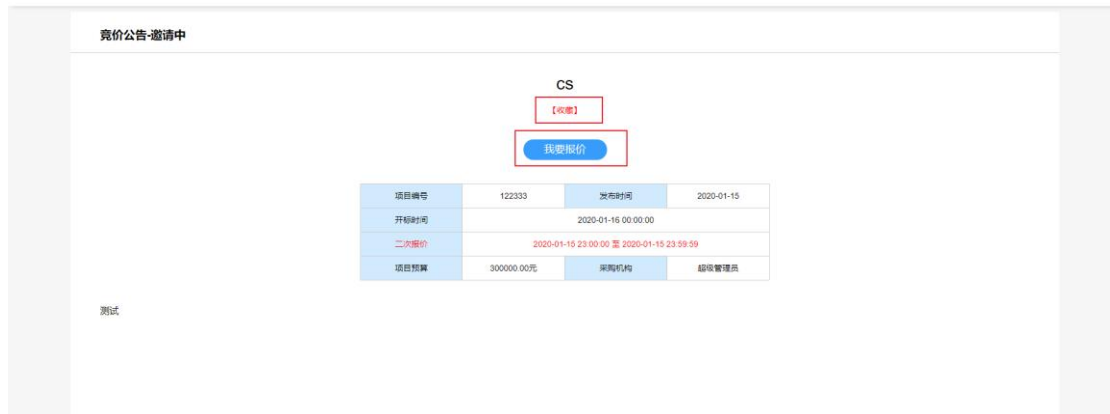 竞价公告-邀请中
CS
【收藏】
我要报价
项目编号 122333 发布时间 2020-01-15
开标时间 2020-01-16 00:00:00
二次报价 2020-01-15 23:00:00 至 2020-01-15 23:59:59
项目预算 300000.00元 采购机构 超级管理员
测试